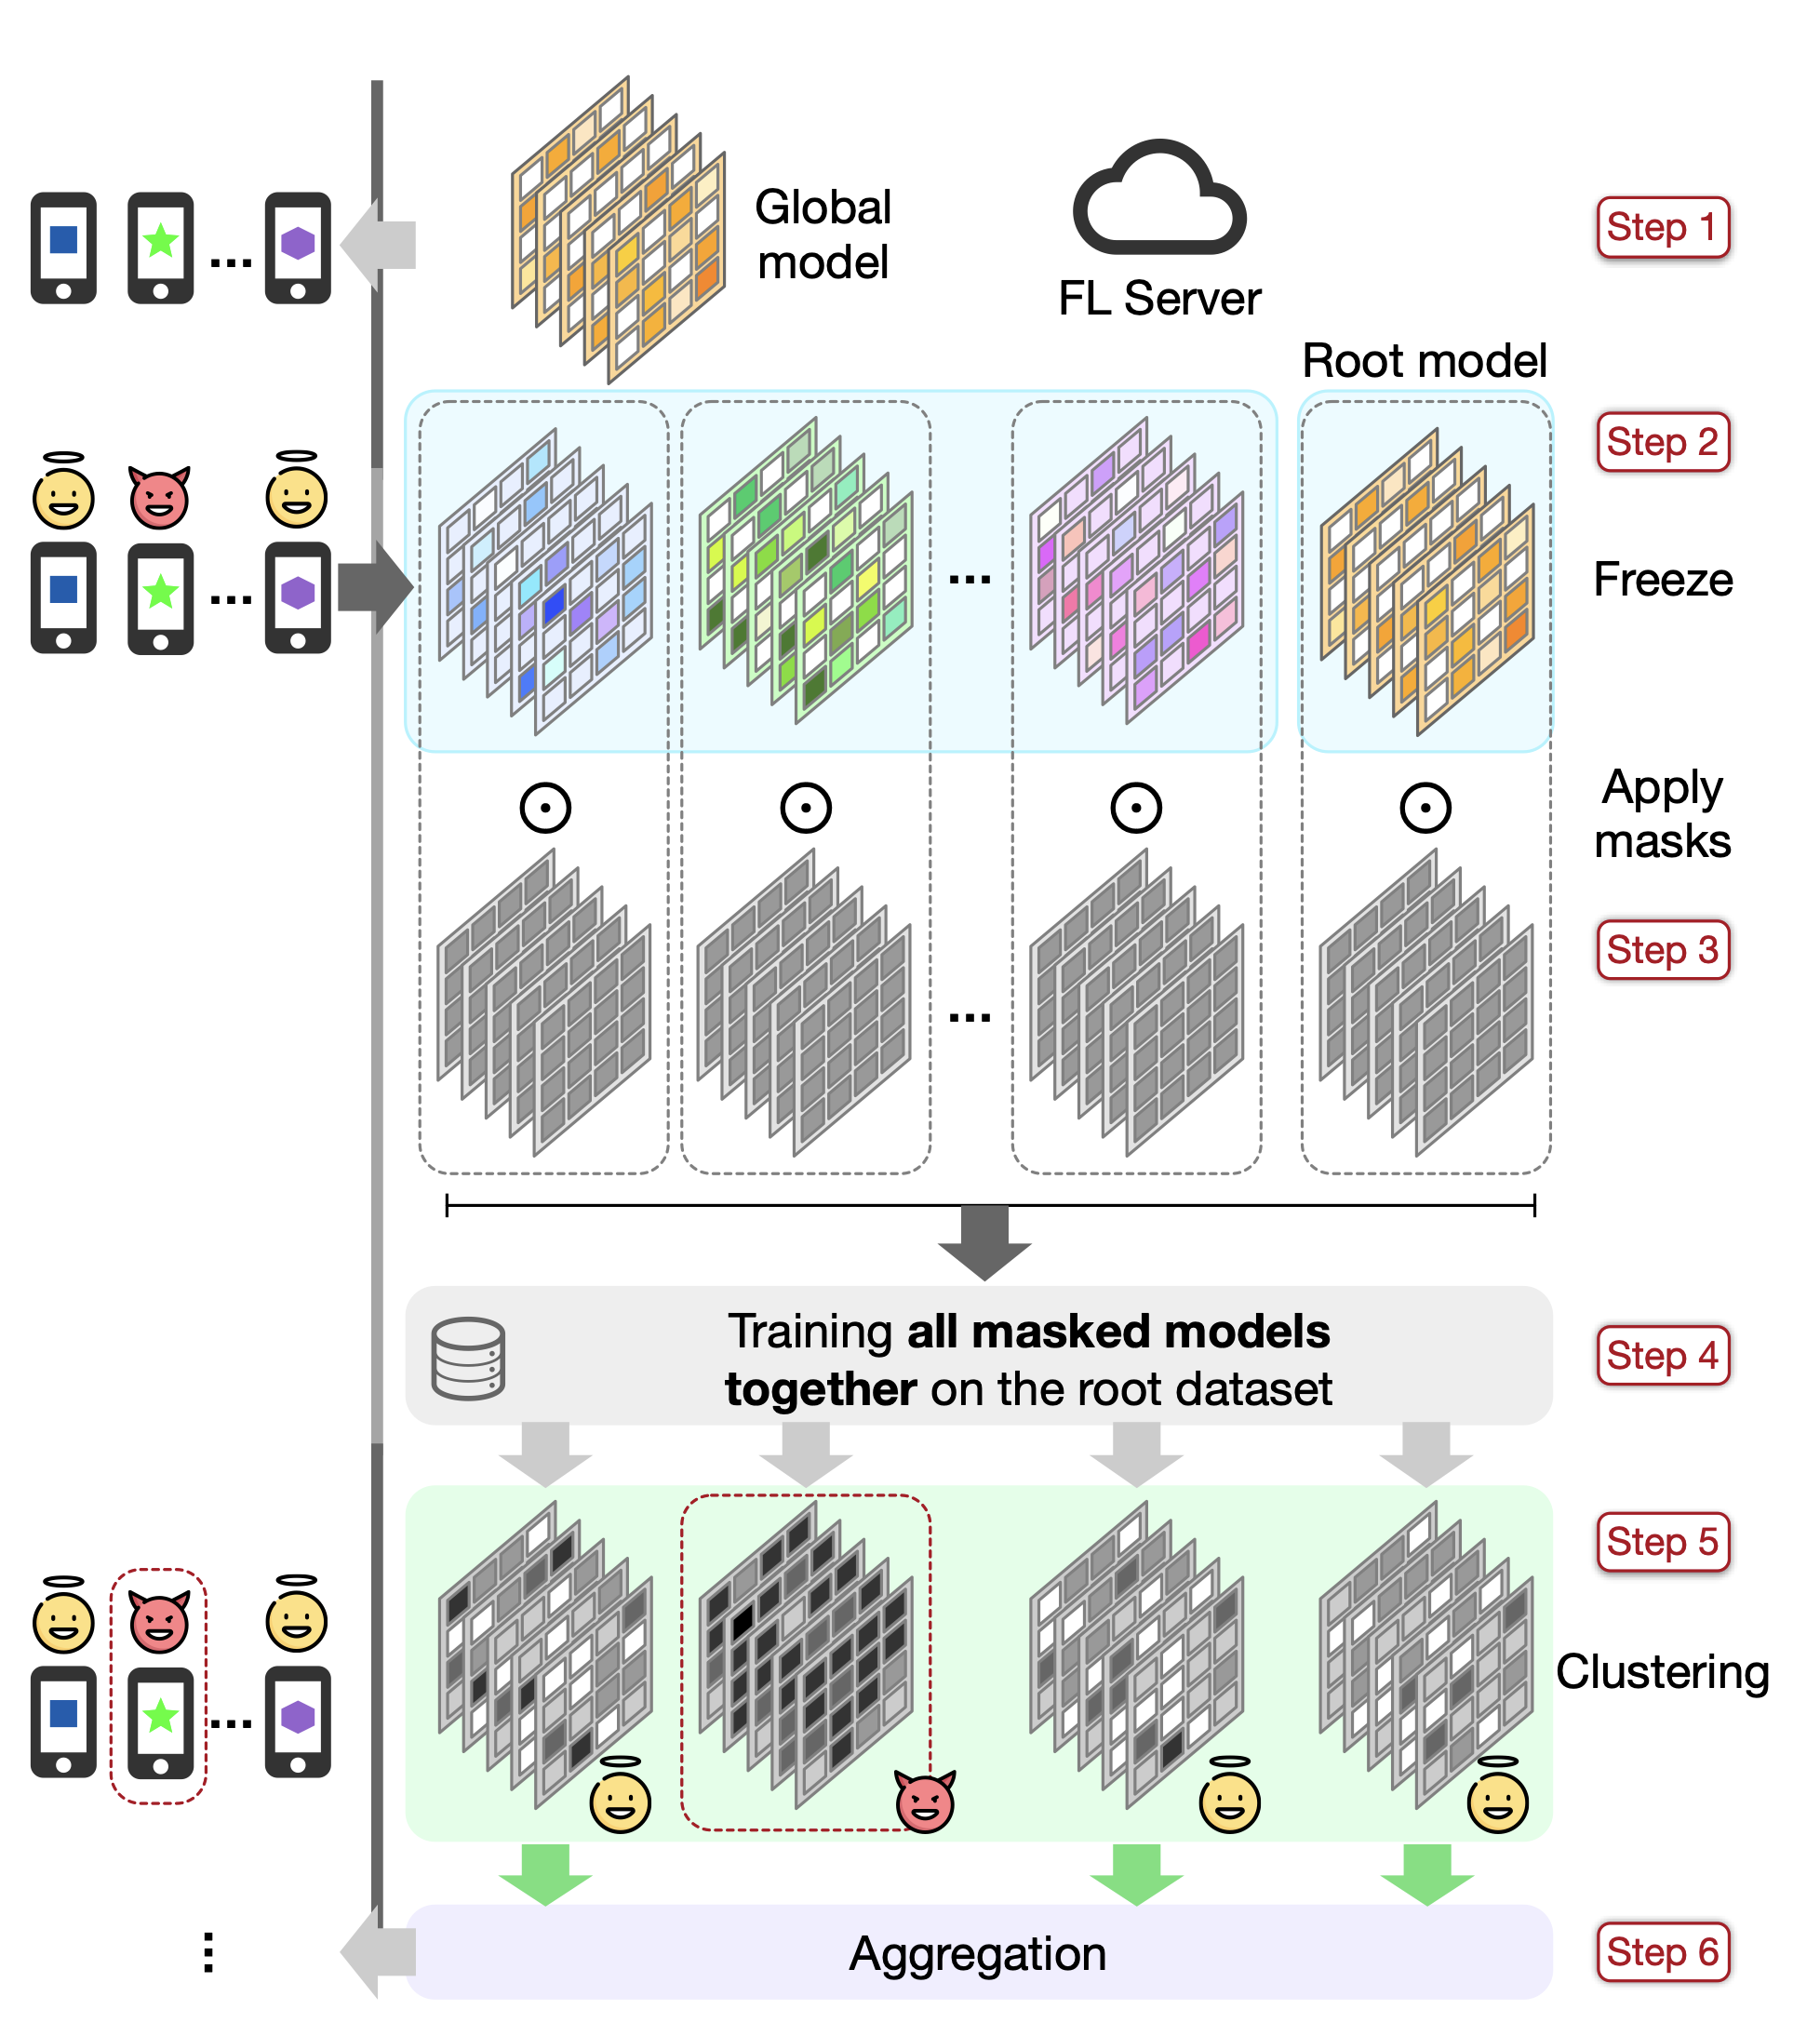 Global
model
FL Server
Step 1
Root model
Step 2
Freeze
...
...
...
Apply
masks
Step 3
...
Training all masked models
together on the root dataset
Step 4
Step 5
Clustering
...
Aggregation
Step 6